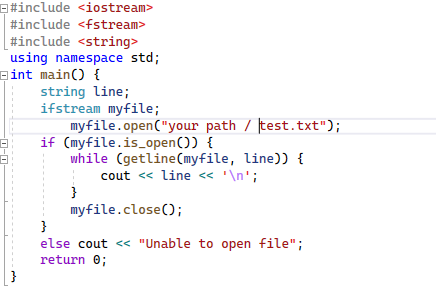 #include <iostream>
#include <fstream>
#include <string>
using namespace std;
int main() {
    string line;
    ifstream myfile;
        myfile.open("your path / test.txt");
    if (myfile.is_open()) {
        while (getline(myfile, line)) {
            cout << line << '\n';
        }
        myfile.close();
    }
    else cout << "Unable to open file";
    return 0;
}